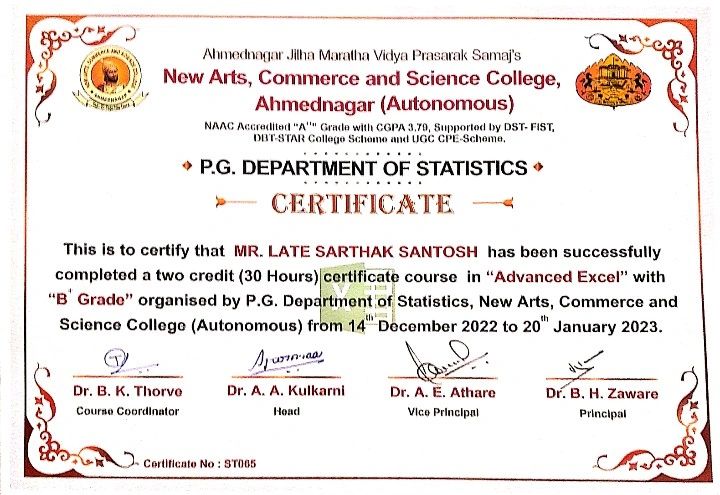 Ahmednagar Jilha Maratha Vidya Prasarak Samaj's
New Arts, Commerce and Science College,
Ahmednagar (Autonomous)
NAAC Accredited "A++" Grade with CGPA 3.79, Supported by DST- FIST,
DBT-STAR College Scheme and UGC CPE-Scheme.
P.G. DEPARTMENT OF STATISTICS
CERTIFICATE
This is to certify that MR. LATE SARTHAK SANTOSH has been successfully
completed a two credit (30 Hours) certificate course in "Advanced Excel" with
"B+ Grade" organised by P.G. Department of Statistics, New Arts, Commerce and
Science College (Autonomous) from 14th December 2022 to 20th January 2023.
Dr. B. K. Thorve Dr. A. A. Kulkarni Dr. A. E. Athare Dr. B. H. Zaware
Course Coordinator Head Vice Principal Principal
Certificate No : ST065